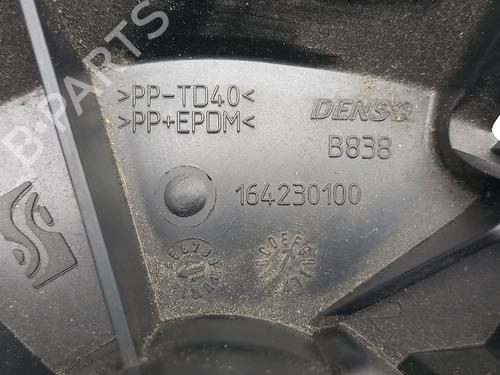 B-PARTS
>PP-TD40<
>PP+EPDM<
DENSO
B838
164230100